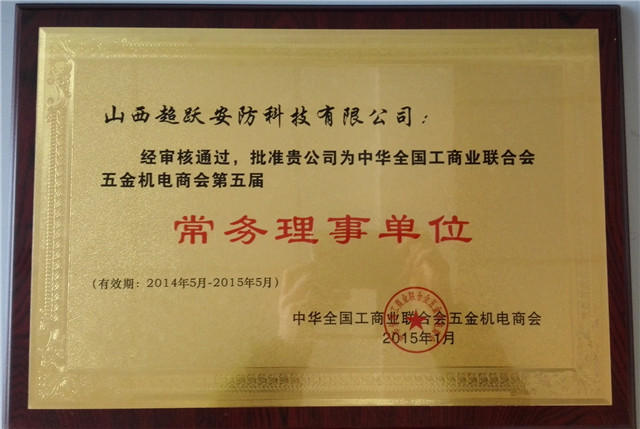 山西超跃安防科技有限公司：
经审核通过，批准贵公司为中华全国工商业联合会
五金机电商会第五届
常务理事单位
（有效期：2014年5月-2015年5月）
中华全国工商业联合会五金机电商会
2015年1月